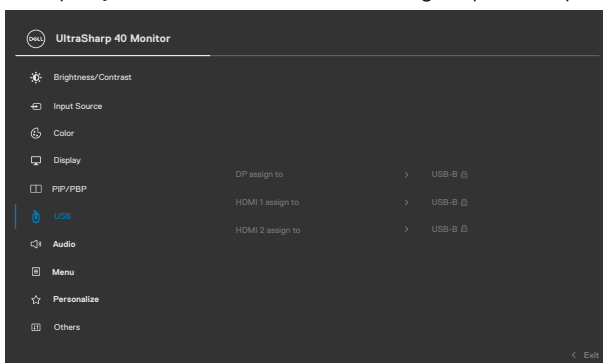 DELL UltraSharp 40 Monitor
Brightness/Contrast
Input Source
Color
Display
DP assign to > USB-B
PIP/PBP
HDMI 1 assign to > USB-B
USB
HDMI 2 assign to > USB-B
Audio
Menu
Personalize
Others
< Exit